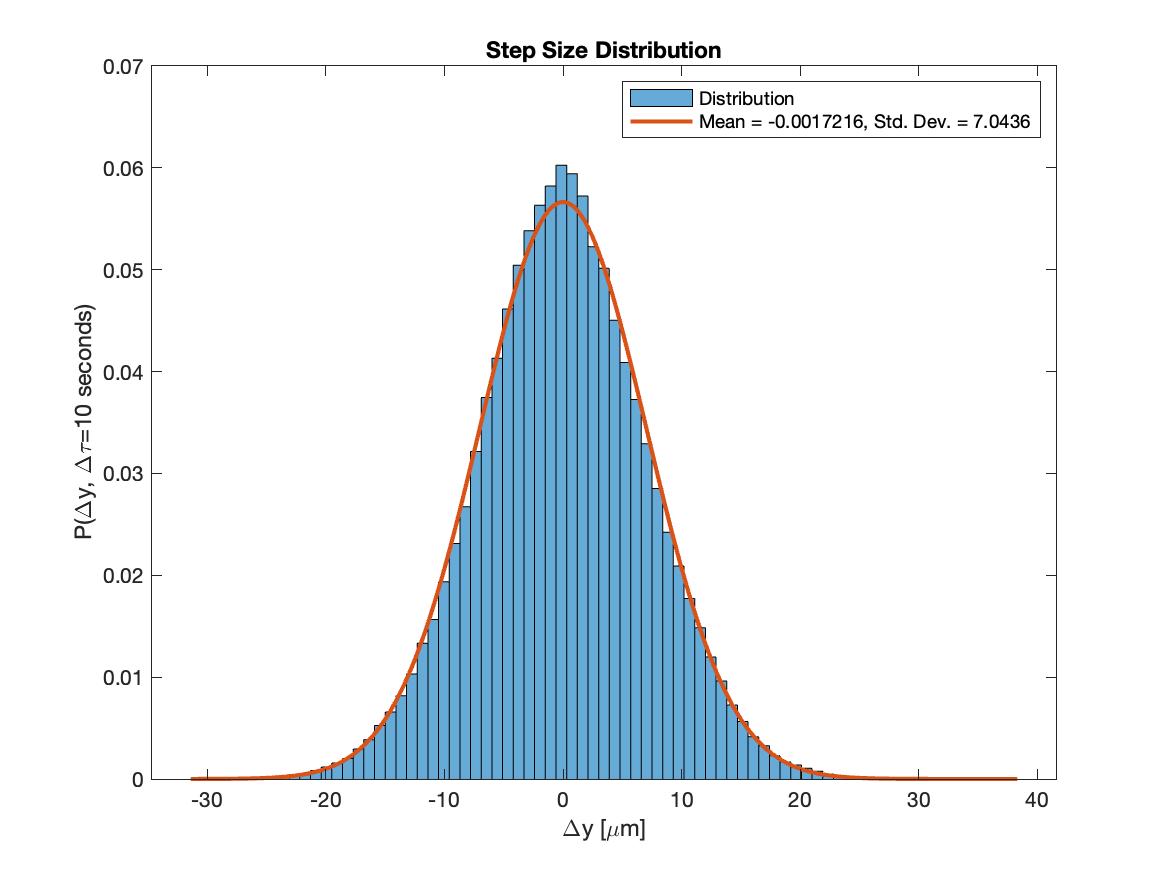 Step Size Distribution
Distribution
Mean = -0.0017216, Std. Dev. = 7.0436
P(Δy, Δτ=10 seconds)
0.07
0.06
0.05
0.04
0.03
0.02
0.01
0
-30 -20 -10 0 10 20 30 40
Δy [μm]